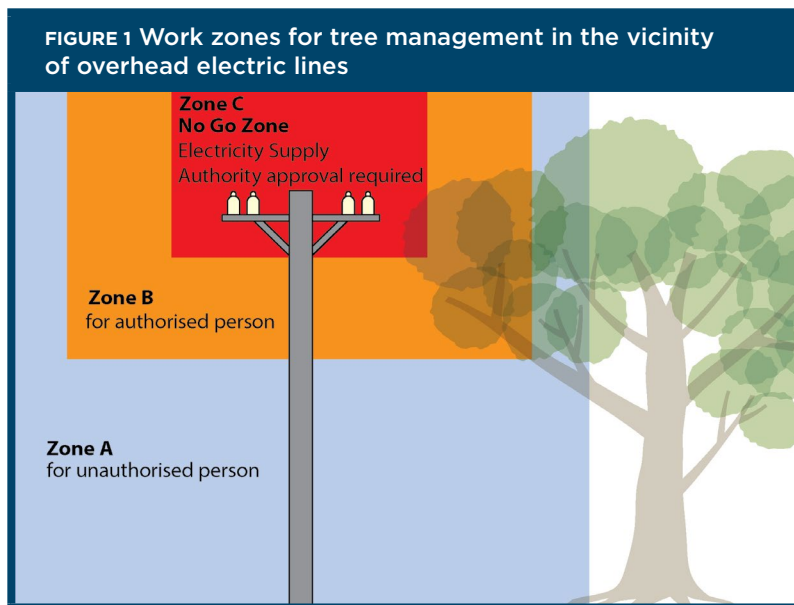 FIGURE 1 Work zones for tree management in the vicinity
of overhead electric lines
Zone C
No Go Zone
Electricity Supply
Authority approval required
Zone B
for authorised person
Zone A
for unauthorised person